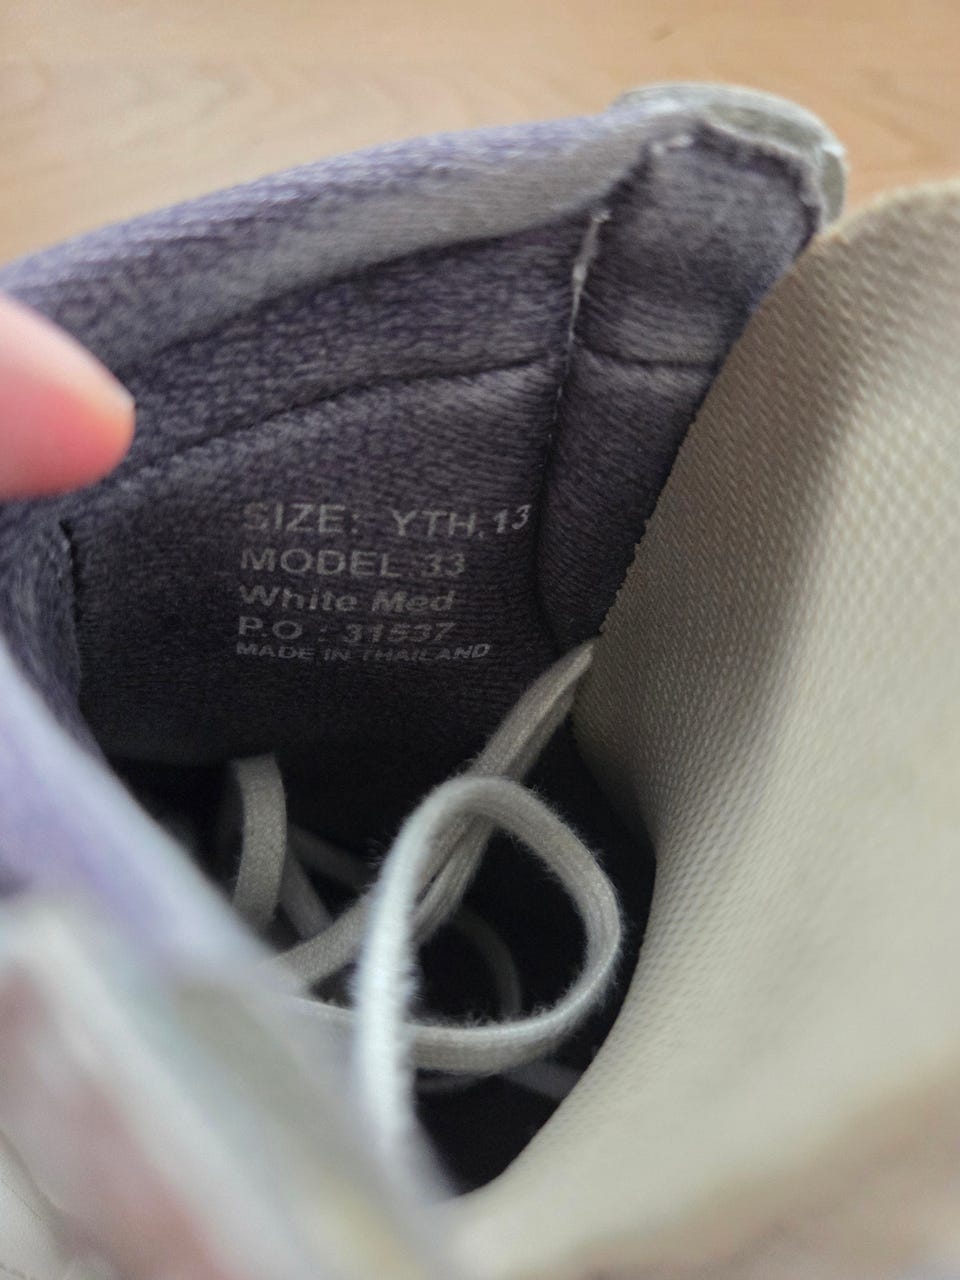 SIZE: YTH.13
MODEL 33
White Med
P.O : 31537
MADE IN THAILAND